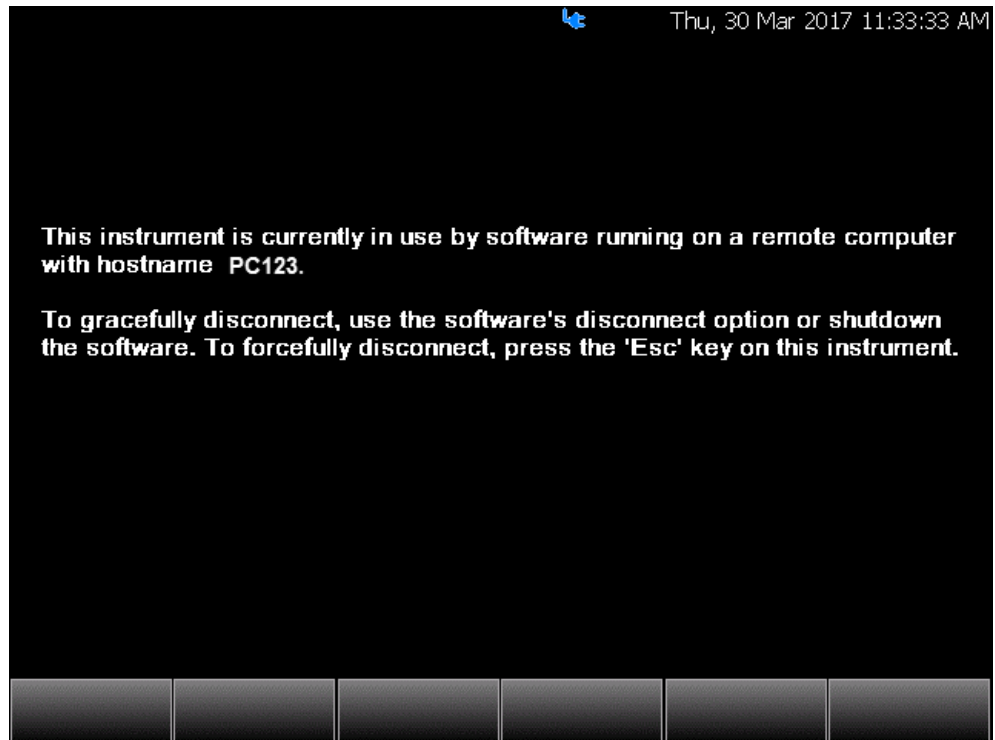 Thu, 30 Mar 2017 11:33:33 AM
This instrument is currently in use by software running on a remote computer
with hostname PC123.
To gracefully disconnect, use the software's disconnect option or shutdown
the software. To forcefully disconnect, press the 'Esc' key on this instrument.